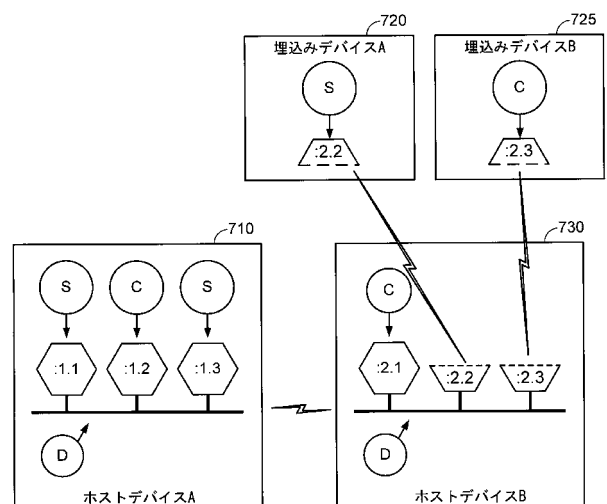 720
埋込みデバイスA
S
:2.2
725
埋込みデバイスB
C
:2.3
710
S
C
S
:1.1
:1.2
:1.3
D
ホストデバイスA
730
C
:2.1
:2.2
:2.3
D
ホストデバイスB